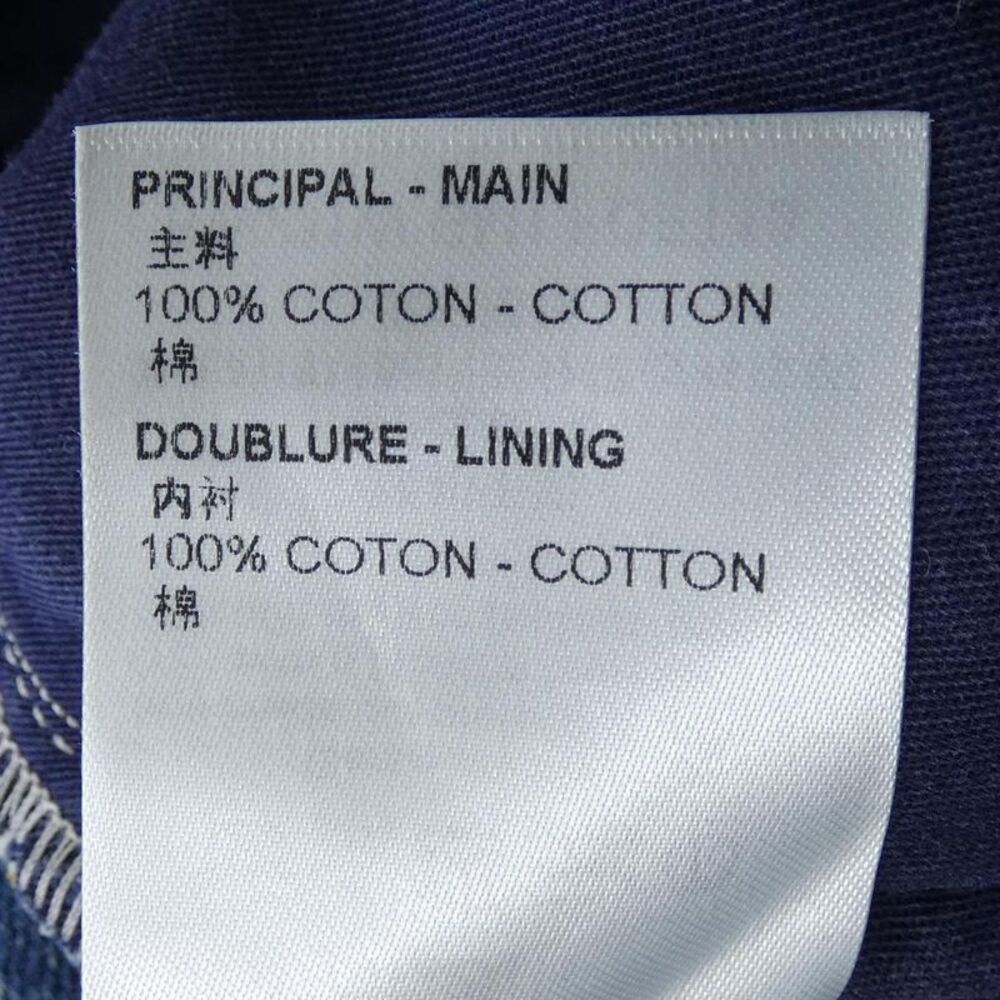 PRINCIPAL - MAIN
主料
100% COTON - COTTON
棉
DOUBLURE - LINING
内衬
100% COTON - COTTON
棉